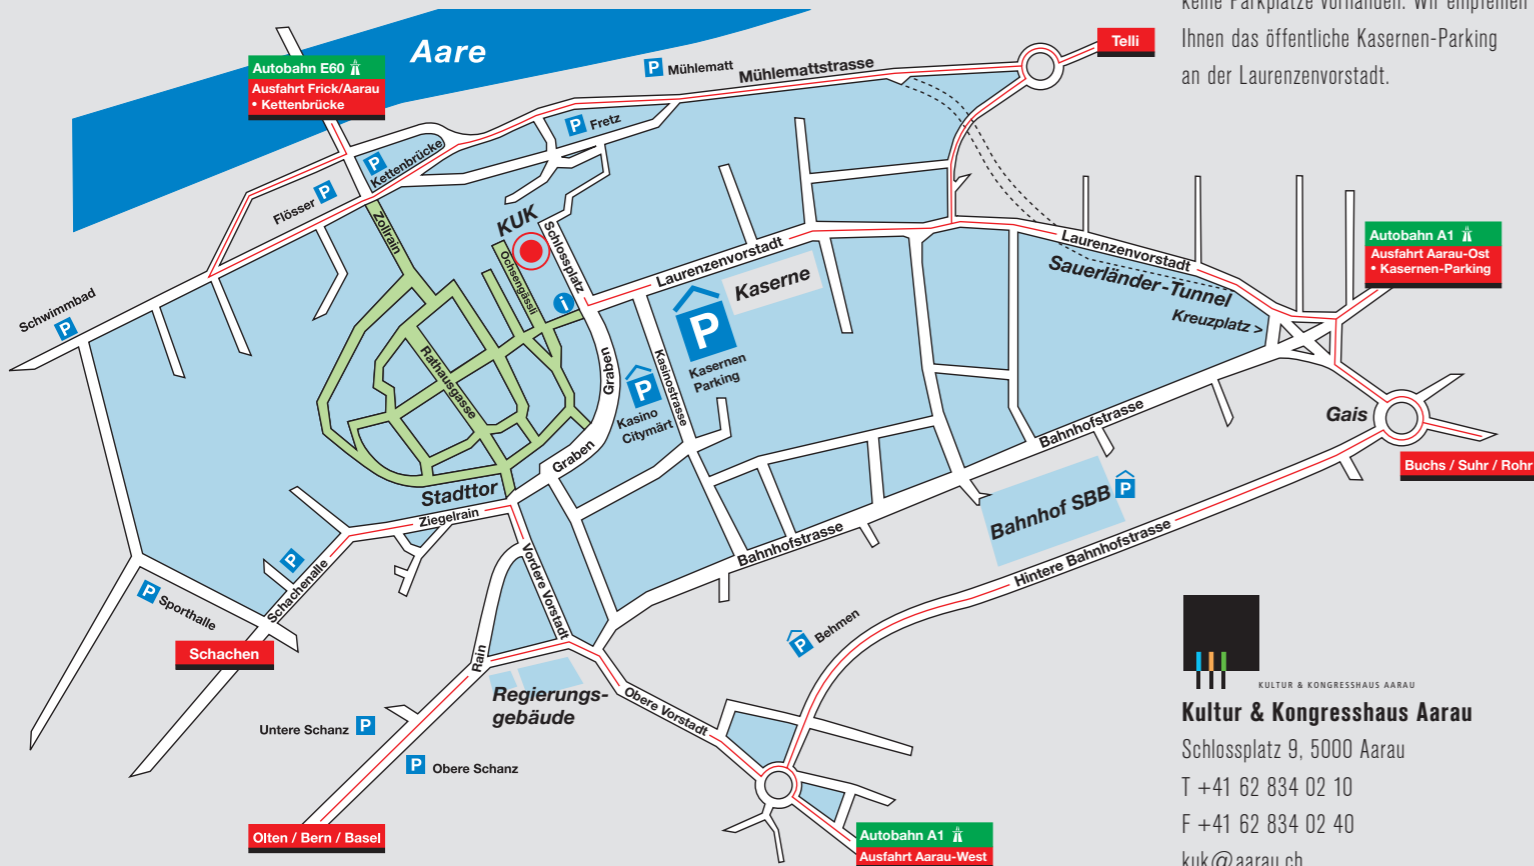 keine Parkplätze vorhanden. Wir empfehlen
Ihnen das öffentliche Kasernen-Parking
an der Laurenzenvorstadt.
Aare
Autobahn E60
Ausfahrt Frick/Aarau
• Kettenbrücke
P Mühlematt
Mühlemattstrasse
Telli
P Fretz
P
Kettenbrücke
Flösser P
Zollrain
KUK
Schlossplatz
Ochsengässli
i
Laurenzenvorstadt
Kaserne
Laurenzenvorstadt
Sauerländer-Tunnel
Kreuzplatz >
Autobahn A1
Ausfahrt Aarau-Ost
• Kasernen-Parking
Schwimmbad
P
Rathausgasse
Graben
Kasinostrasse
P
Kasernen
Parking
P
Kasino
Citymärt
Graben
Stadttor
Ziegelrain
Bahnhofstrasse
Gais
Buchs / Suhr / Rohr
Bahnhof SBB
P
Bahnhofstrasse
Hintere Bahnhofstrasse
P
Schachenalle
P Sporthalle
Schachen
Vordere Vorstadt
Rain
Regierungs-
gebäude
Obere Vorstadt
P Behmen
Untere Schanz P
P Obere Schanz
Olten / Bern / Basel
Autobahn A1
Ausfahrt Aarau-West
KULTUR & KONGRESSHAUS AARAU
Kultur & Kongresshaus Aarau
Schlossplatz 9, 5000 Aarau
T +41 62 834 02 10
F +41 62 834 02 40
kuk@aarau.ch